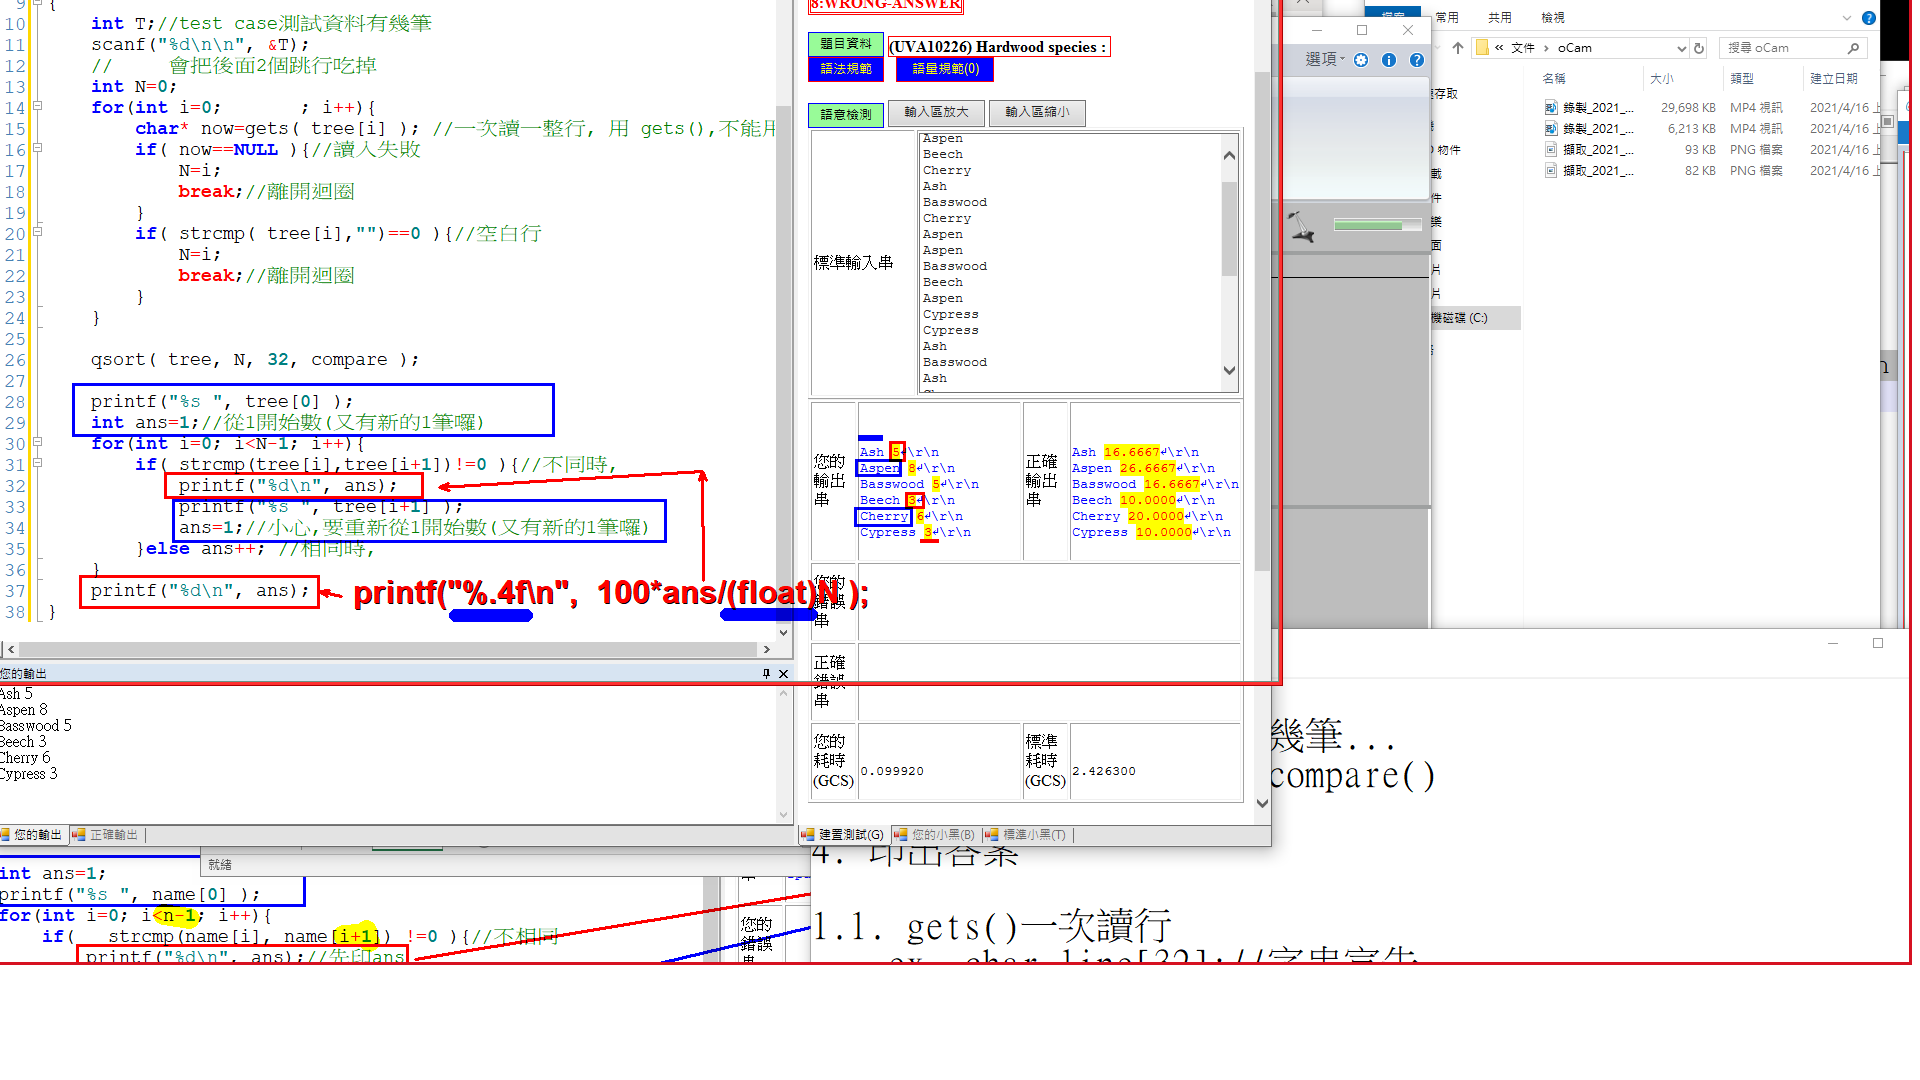 9 {
10 int T;//test case測試資料有幾筆
11 scanf("%d\n\n", &T);
12 // 會把後面2個跳行吃掉
13 int N=0;
14 for(int i=0; ; i++){
15 char* now=gets( tree[i] ); //一次讀一整行, 用 gets(),不能用
16 if( now==NULL ){//讀入失敗
17 N=i;
18 break;//離開迴圈
19 }
20 if( strcmp( tree[i],"")==0 ){//空白行
21 N=i;
22 break;//離開迴圈
23 }
24 }
25
26 qsort( tree, N, 32, compare );
27
28 printf("%s ", tree[0] );
29 int ans=1;//從1開始數(又有新的1筆囉)
30 for(int i=0; i<N-1; i++){
31 if( strcmp(tree[i],tree[i+1])!=0 ){//不同時,
32 printf("%d\n", ans);
33 printf("%s ", tree[i+1] );
34 ans=1;//小心,要重新從1開始數(又有新的1筆囉)
35 }else ans++; //相同時,
36 }
37 printf("%d\n", ans);
38 }
printf("%.4f\n", 100*ans/(float)N );
您的輸出
Ash 5
Aspen 8
Basswood 5
Beech 3
Cherry 6
Cypress 3
您的輸出 正確輸出
8:WRONG-ANSWER
題目資料 (UVA10226) Hardwood species :
語法規範 語量規範(0)
語意檢測 輸入區放大 輸入區縮小
標準輸入串
Aspen
Beech
Cherry
Ash
Basswood
Cherry
Aspen
Aspen
Basswood
Beech
Aspen
Cypress
Cypress
Ash
Basswood
Ash
您的輸出串
Ash 5↲\r\n
Aspen 8↲\r\n
Basswood 5↲\r\n
Beech 3↲\r\n
Cherry 6↲\r\n
Cypress 3↲\r\n
正確輸出串
Ash 16.6667↲\r\n
Aspen 26.6667↲\r\n
Basswood 16.6667↲\r\n
Beech 10.0000↲\r\n
Cherry 20.0000↲\r\n
Cypress 10.0000↲\r\n
您的錯誤串
正確錯誤串
您的耗時(GCS) 0.099920 標準耗時(GCS) 2.426300
建置測試(G) 您的小黑(B) 標準小黑(T)
選項
檔案 常用 共用 檢視
« 文件 › oCam 搜尋 oCam
名稱 大小 類型 建立日期
錄製_2021_... 29,698 KB MP4 視訊 2021/4/16 上
錄製_2021_... 6,213 KB MP4 視訊 2021/4/16 上
擷取_2021_... 93 KB PNG 檔案 2021/4/16 上
擷取_2021_... 82 KB PNG 檔案 2021/4/16 上
速存取
物件
載
件
樂
面
片
片
機磁碟 (C:)
幾筆...
compare()
4. 印出答案
1.1. gets()一次讀行
ex. char line[32];//字串宣告
就緒
int ans=1;
printf("%s ", name[0] );
for(int i=0; i<n-1; i++){
if( strcmp(name[i], name[i+1]) !=0 ){//不相同
printf("%d\n", ans);//先印ans
您的錯誤串